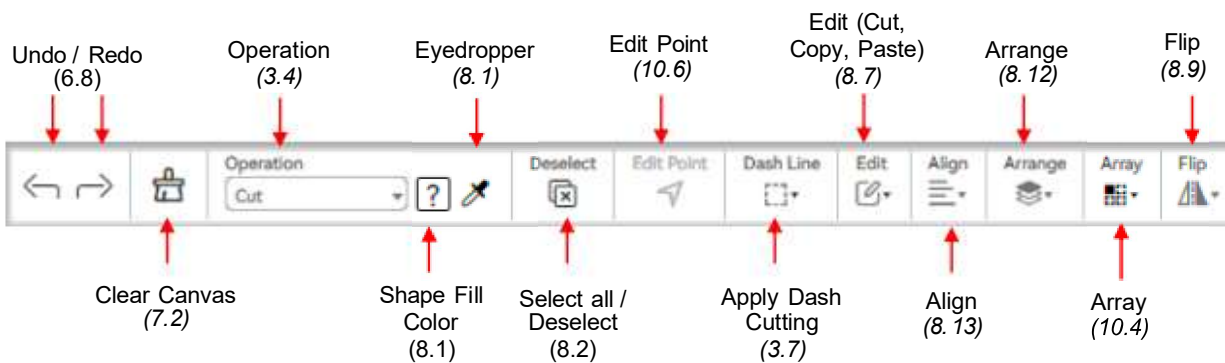 Undo / Redo
(6.8)
Operation
(3.4)
Eyedropper
(8.1)
Edit Point
(10.6)
Edit (Cut,
Copy, Paste)
(8.7)
Arrange
(8.12)
Flip
(8.9)
Operation
Cut
?
Deselect
Edit Point
Dash Line
Edit
Align
Arrange
Array
Flip
Clear Canvas
(7.2)
Shape Fill
Color
(8.1)
Select all /
Deselect
(8.2)
Apply Dash
Cutting
(3.7)
Align
(8.13)
Array
(10.4)